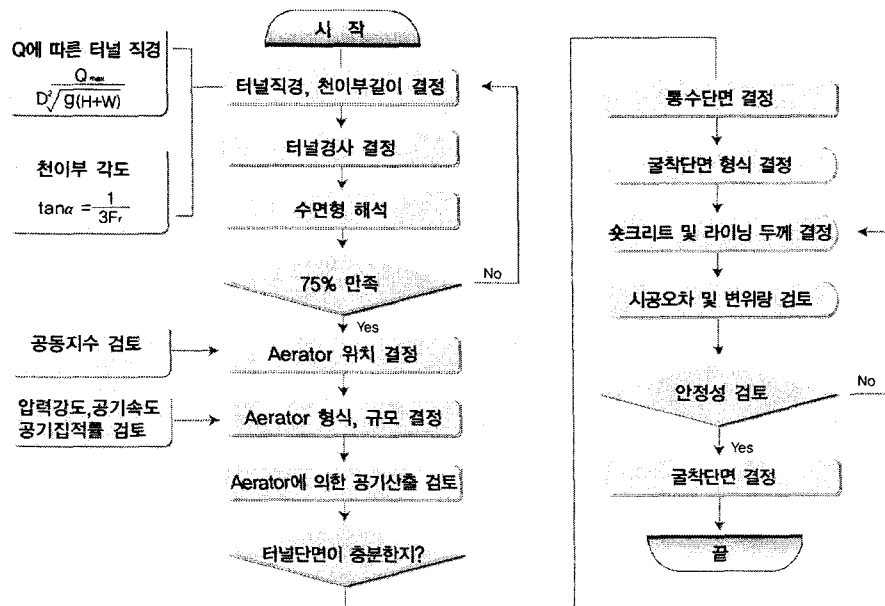 시 작
Q에 따른 터널 직경
Qmax
D²√g(H+W)
천이부 각도
tanα = 1
3Fr
터널직경, 천이부길이 결정
터널경사 결정
수면형 해석
75% 만족
No
Yes
공동지수 검토
Aerator 위치 결정
압력강도,공기속도
공기집적률 검토
Aerator 형식, 규모 결정
Aerator에 의한 공기산출 검토
터널단면이 충분한지?
통수단면 결정
굴착단면 형식 결정
숏크리트 및 라이닝 두께 결정
시공오차 및 변위량 검토
안정성 검토
No
Yes
굴착단면 결정
끝